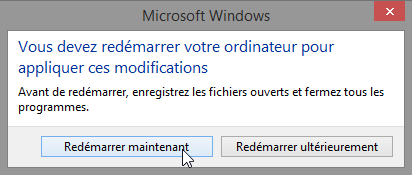 Microsoft Windows
Vous devez redémarrer votre ordinateur pour
appliquer ces modifications
Avant de redémarrer, enregistrez les fichiers ouverts et fermez tous les
programmes.
Redémarrer maintenant
Redémarrer ultérieurement